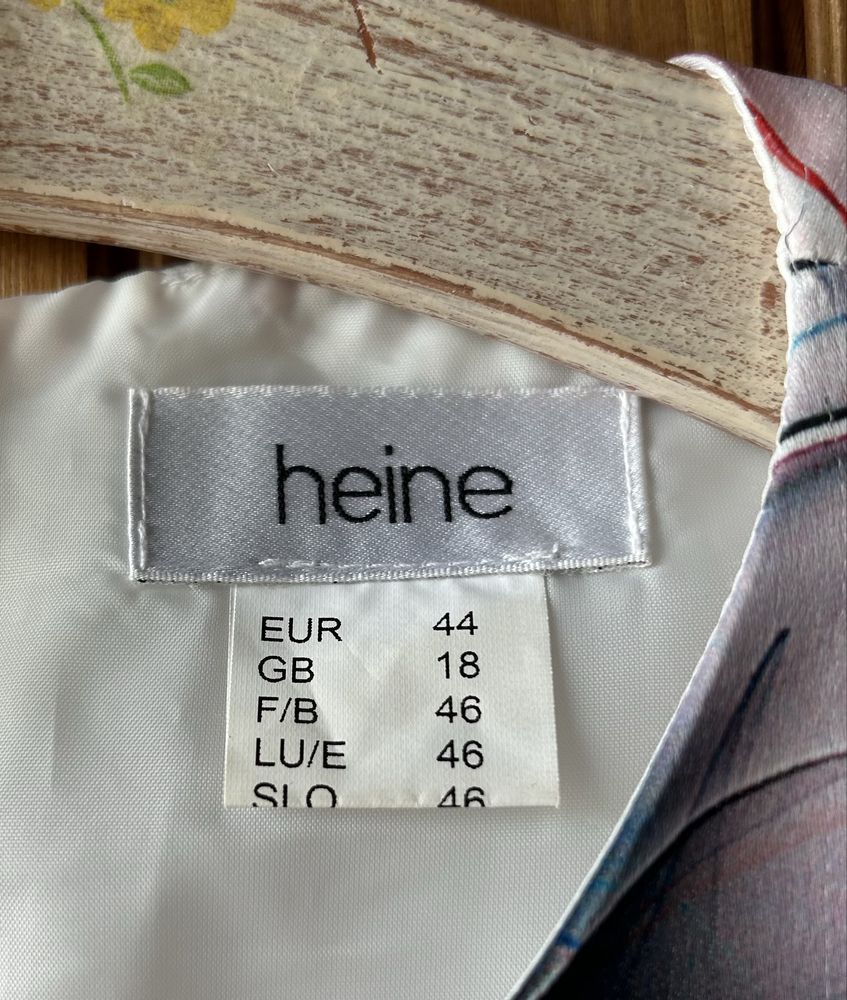 heine
EUR 44
GB 18
F/B 46
LU/E 46
SLO 46